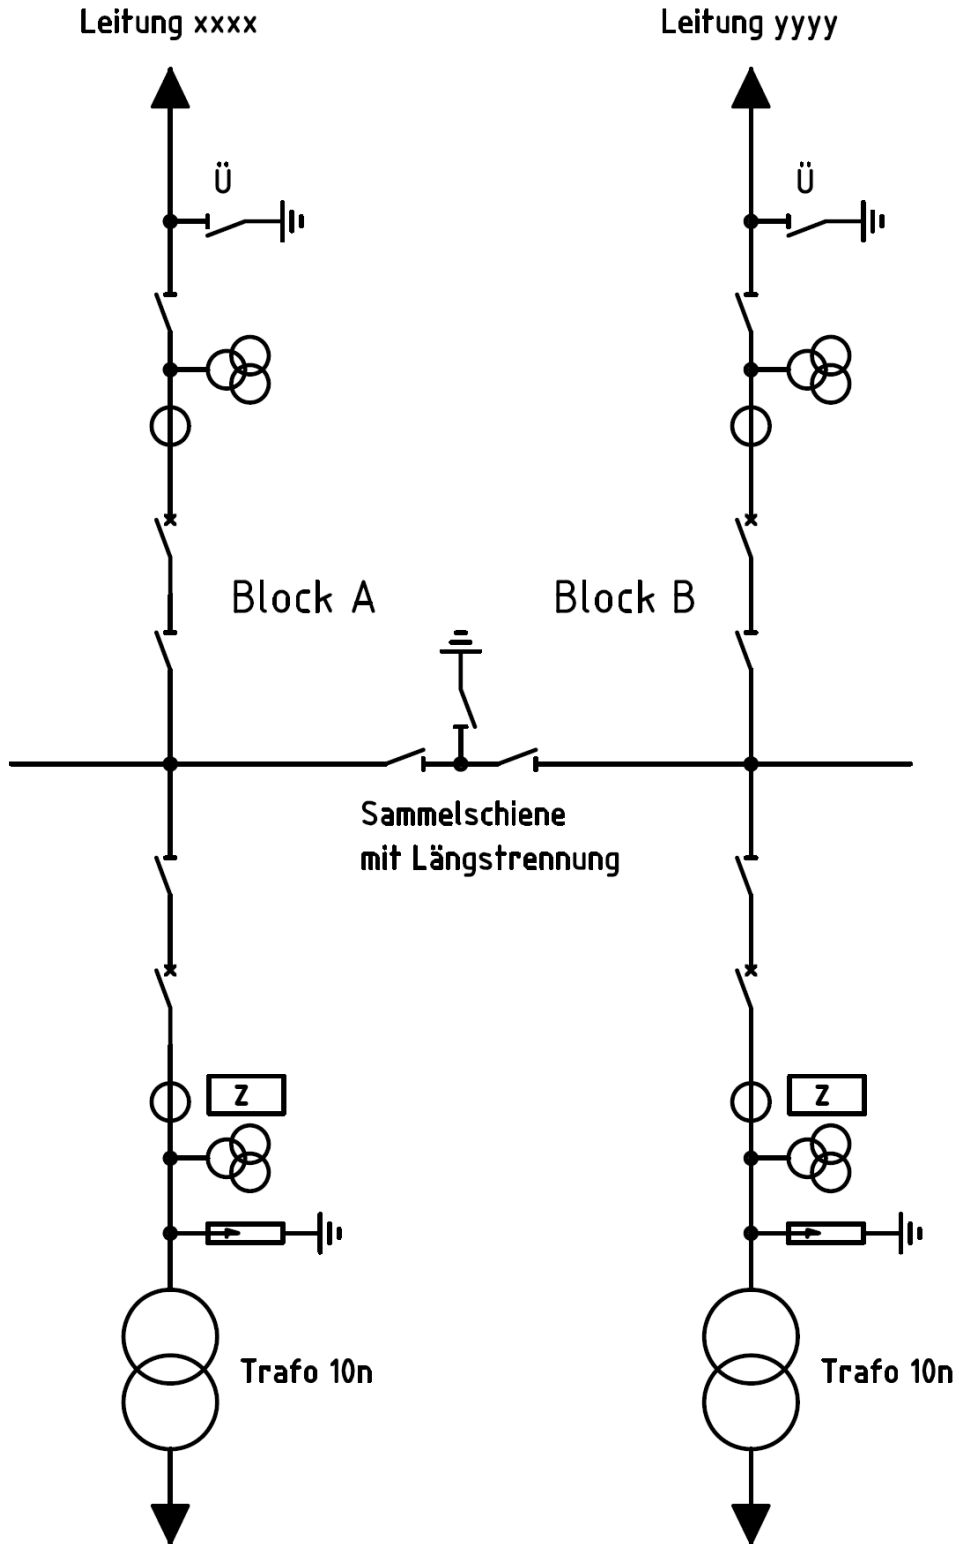 Leitung xxxx
Leitung yyyy
Ü
Ü
Block A
Block B
Sammelschiene
mit Längstrennung
Z
Z
Trafo 10n
Trafo 10n